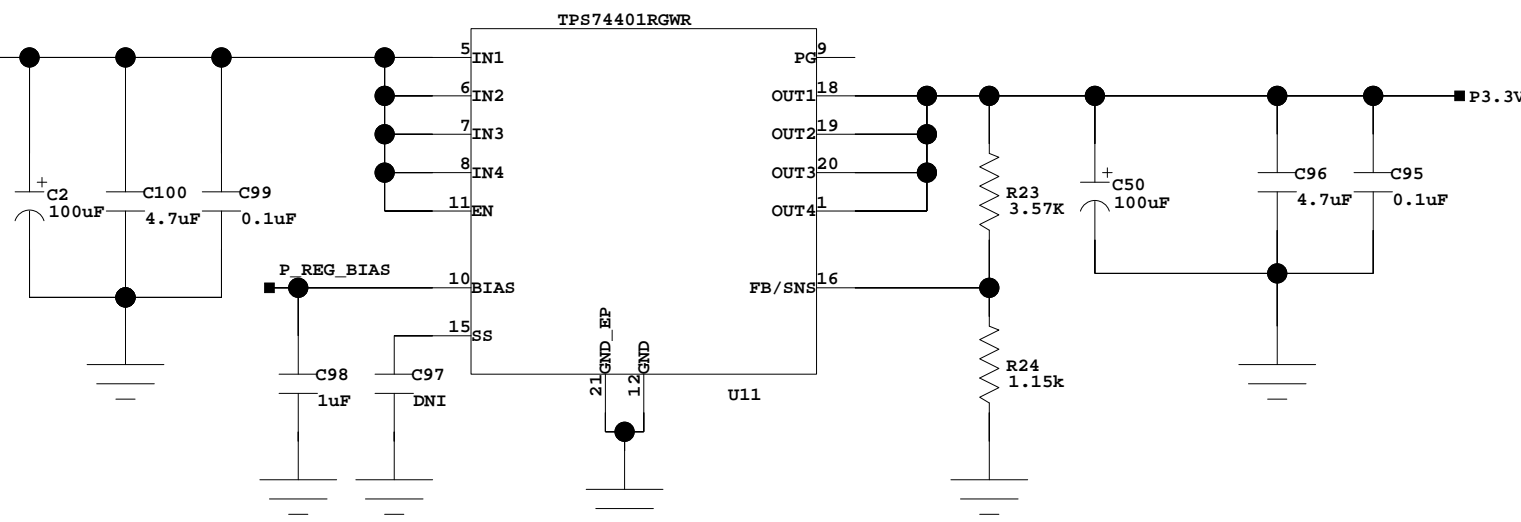 TPS74401RGWR
5 IN1
6 IN2
7 IN3
8 IN4
11 EN
10 BIAS
15 SS
PG 9
OUT1 18
OUT2 19
OUT3 20
OUT4 1
FB/SNS 16
21 GND_EP
12 GND
U11
+
C2
100uF
C100
4.7uF
C99
0.1uF
P_REG_BIAS
C98
1uF
C97
DNI
R23
3.57K
R24
1.15k
+
C50
100uF
C96
4.7uF
C95
0.1uF
P3.3V